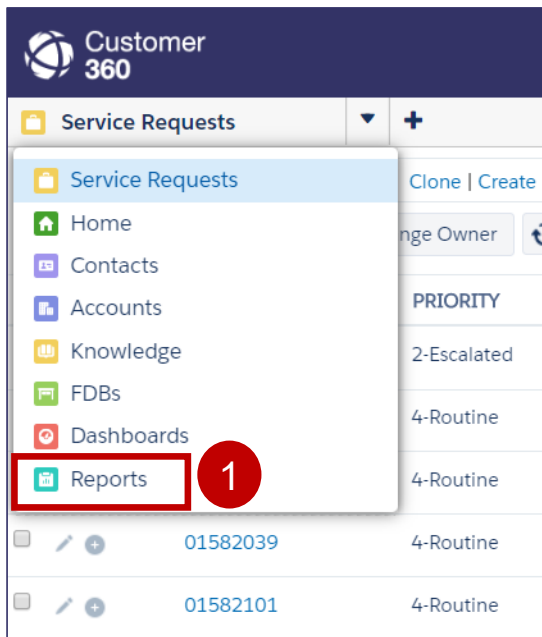 Customer
360
Service Requests
Service Requests
Clone | Create
Home
nge Owner
Contacts
Accounts
PRIORITY
Knowledge
2-Escalated
FDBs
4-Routine
Dashboards
Reports
1
4-Routine
01582039
4-Routine
01582101
4-Routine